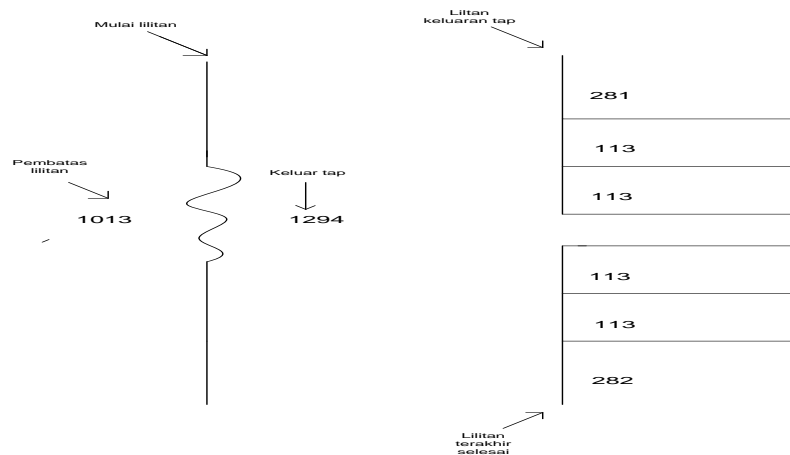 Mulai lilitan
Pembatas
lilitan
1013
Keluar tap
1294
Liltan
keluaran tap
281
113
113
113
113
282
Lilitan
terakhir
selesai